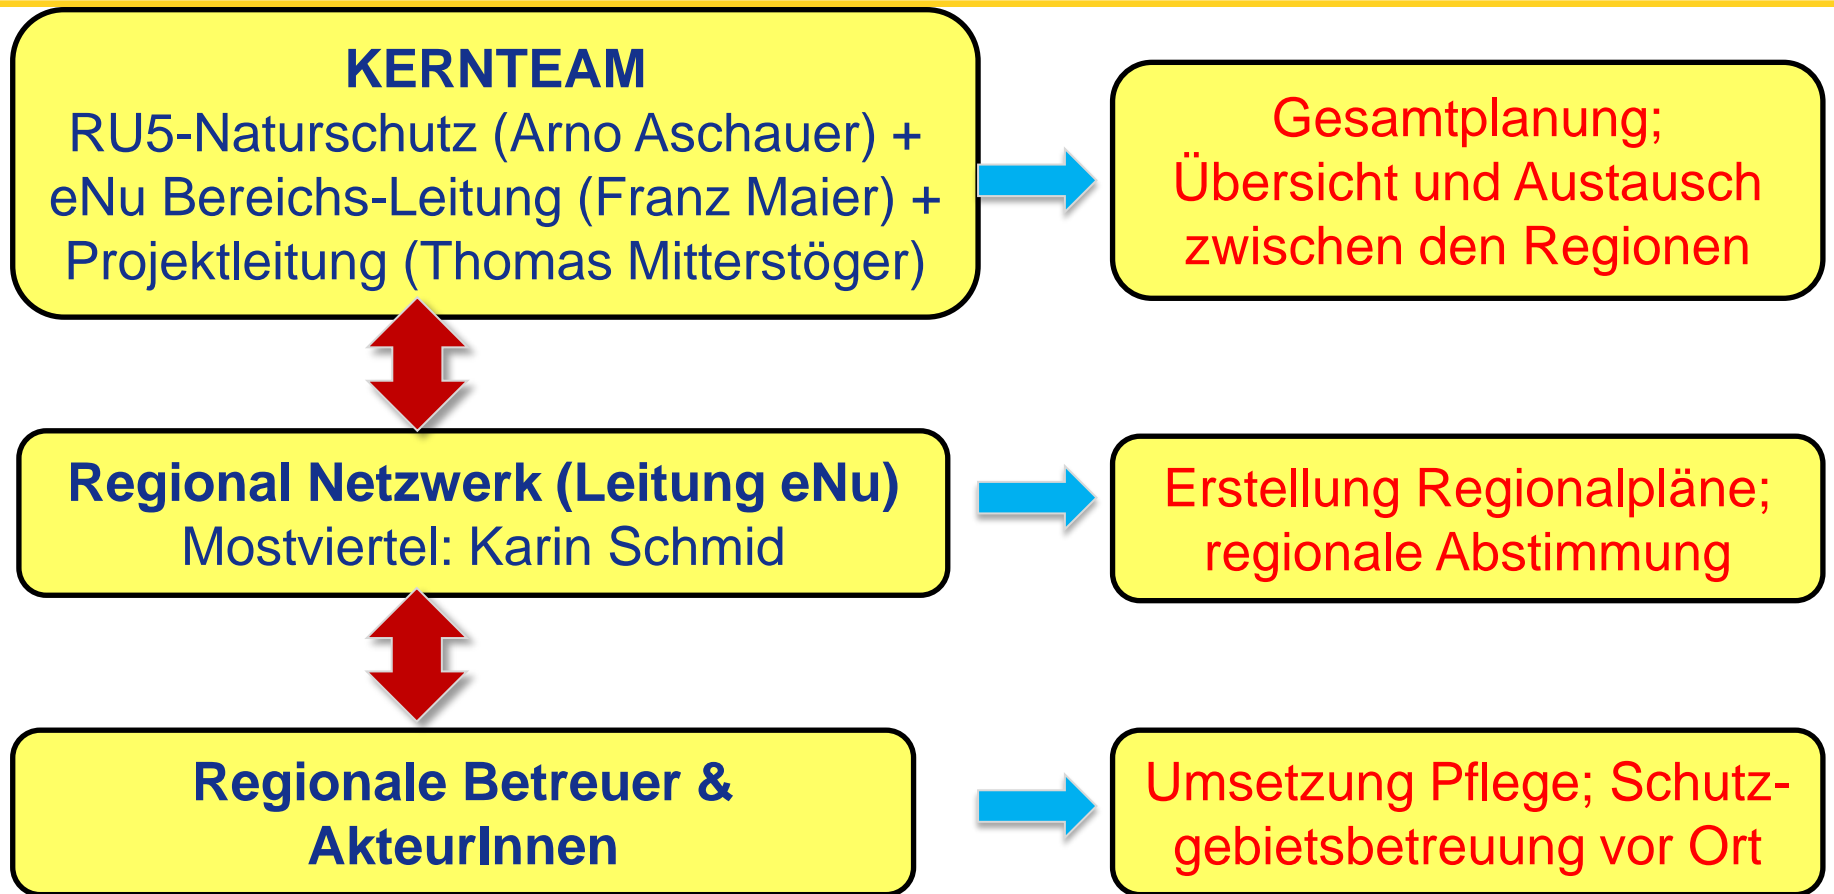 KERNTEAM
RU5-Naturschutz (Arno Aschauer) +
eNu Bereichs-Leitung (Franz Maier) +
Projektleitung (Thomas Mitterstöger)
Gesamtplanung;
Übersicht und Austausch
zwischen den Regionen
Regional Netzwerk (Leitung eNu)
Mostviertel: Karin Schmid
Erstellung Regionalpläne;
regionale Abstimmung
Regionale Betreuer &
AkteurInnen
Umsetzung Pflege; Schutz-
gebietsbetreuung vor Ort